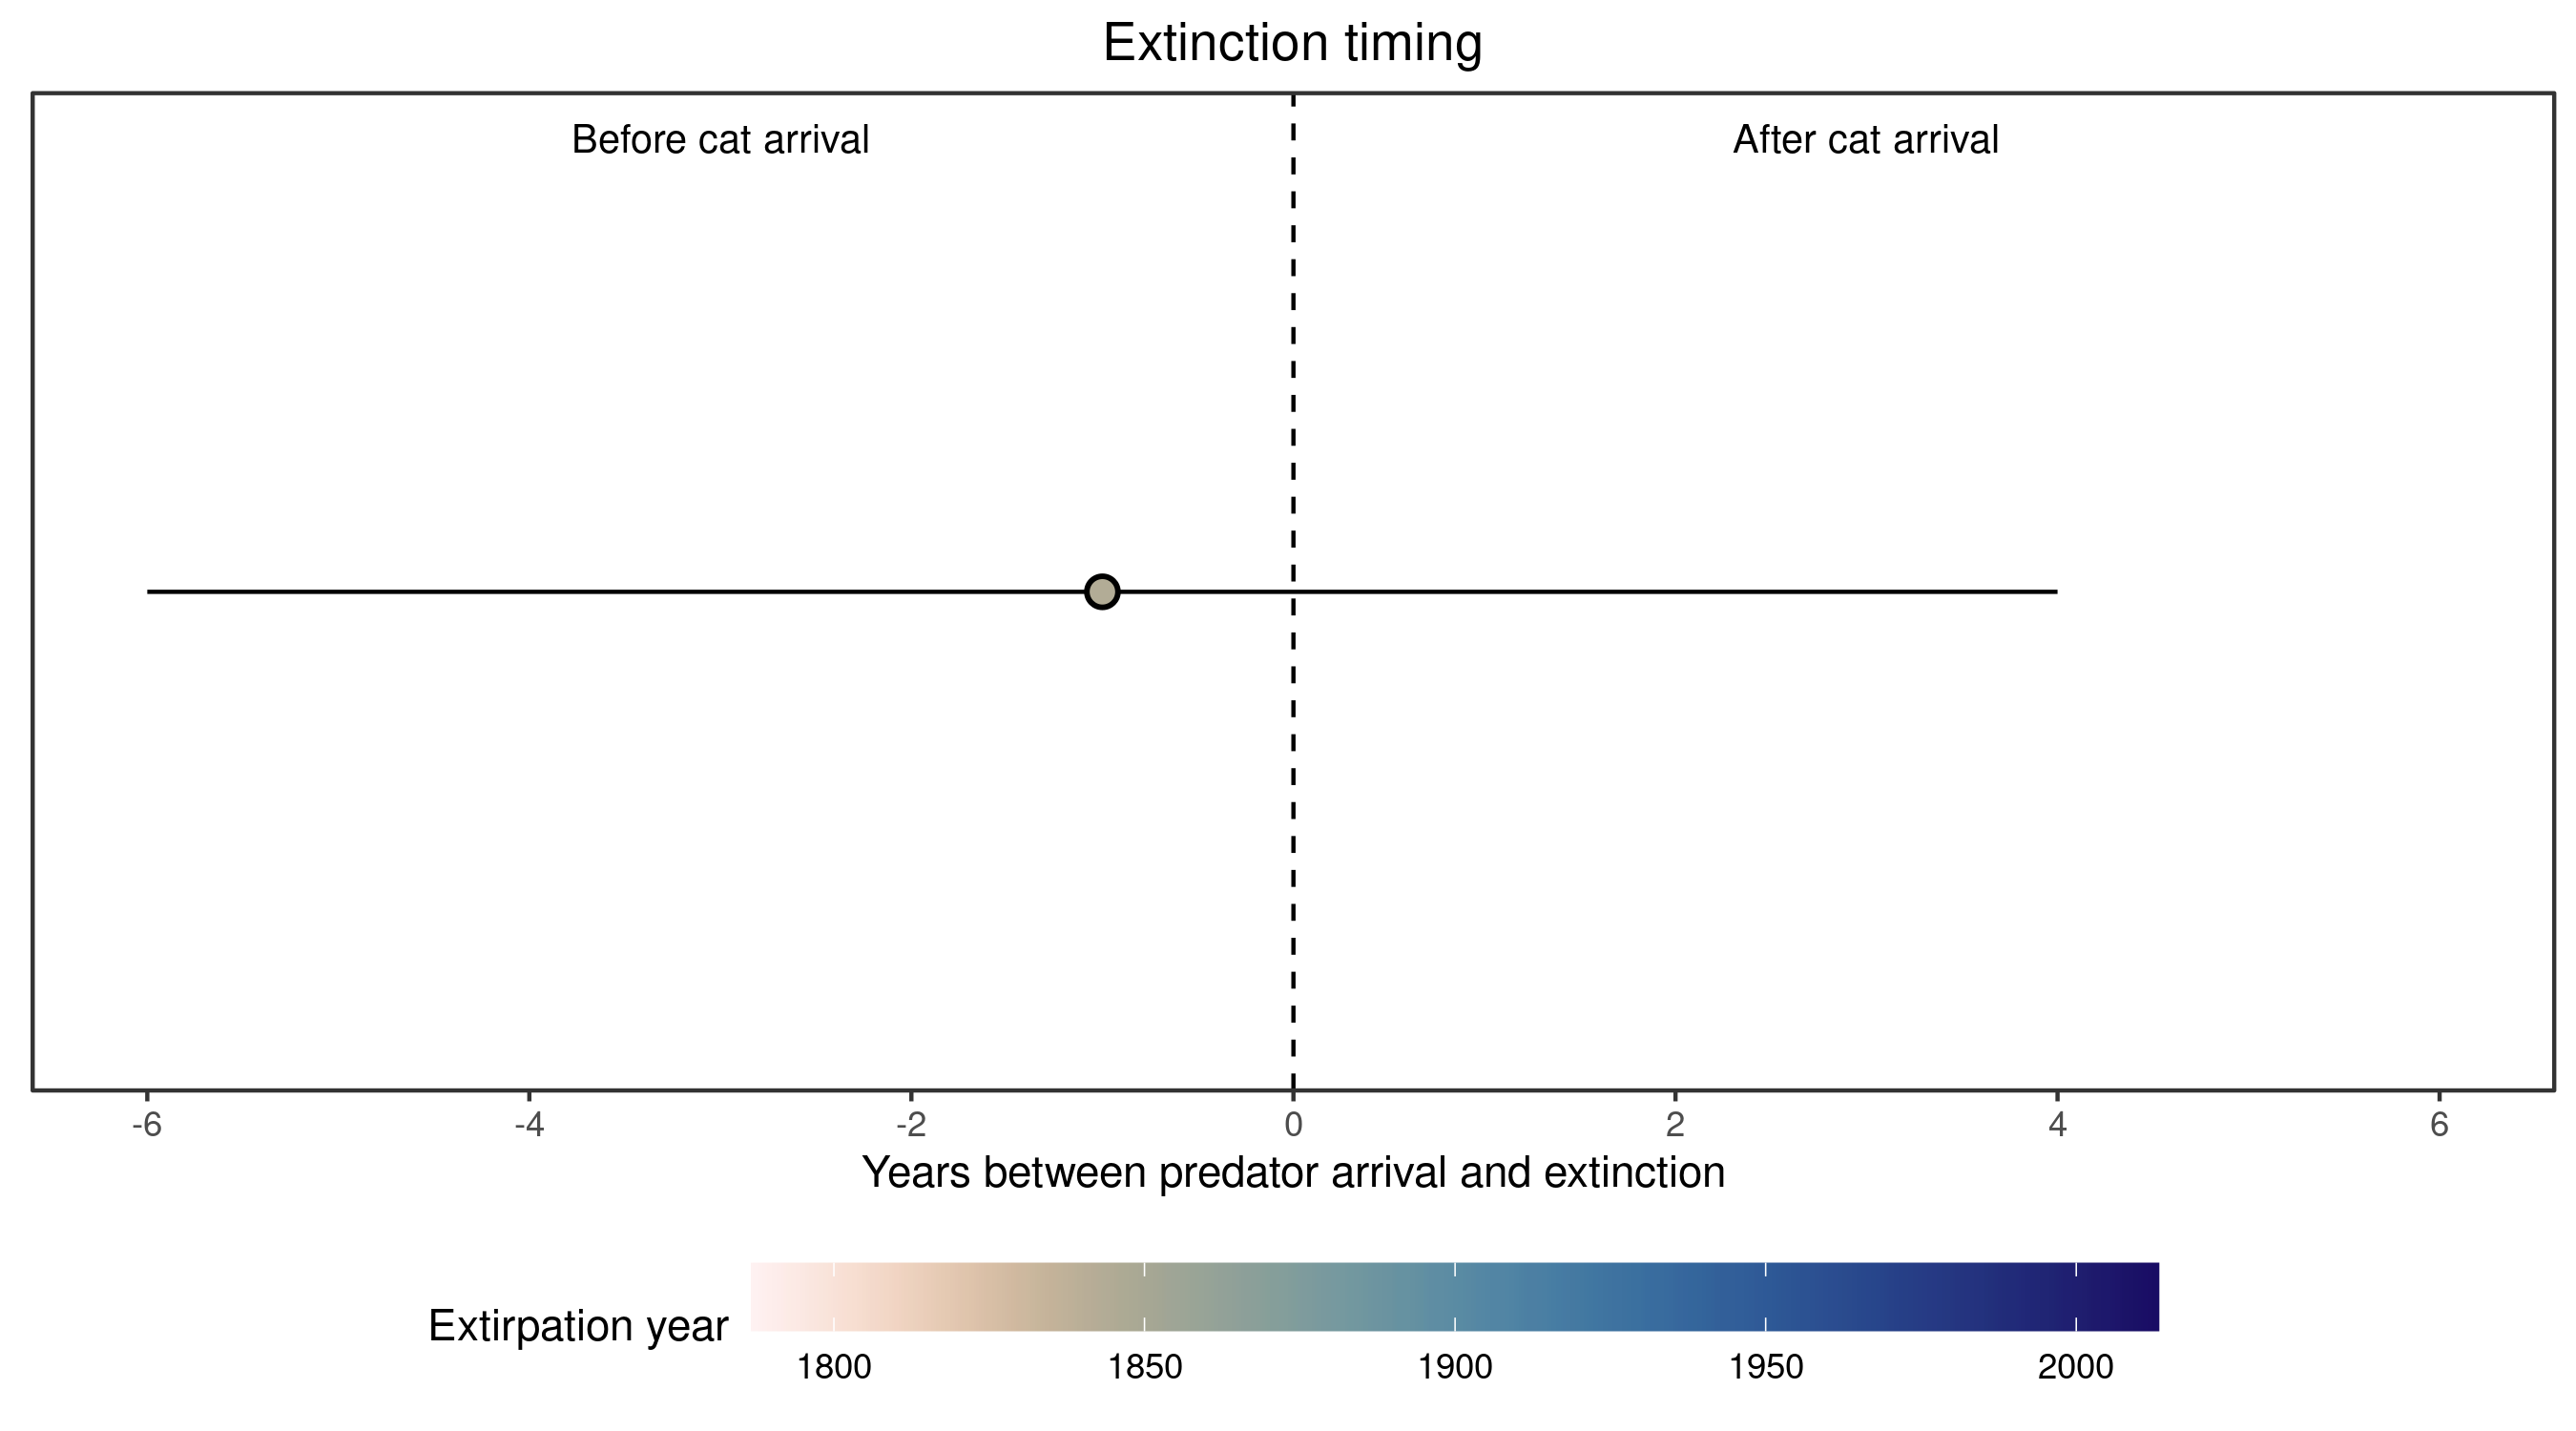 Extinction timing
Before cat arrival
After cat arrival
-6 -4 -2 0 2 4 6
Years between predator arrival and extinction
Extirpation year
1800 1850 1900 1950 2000